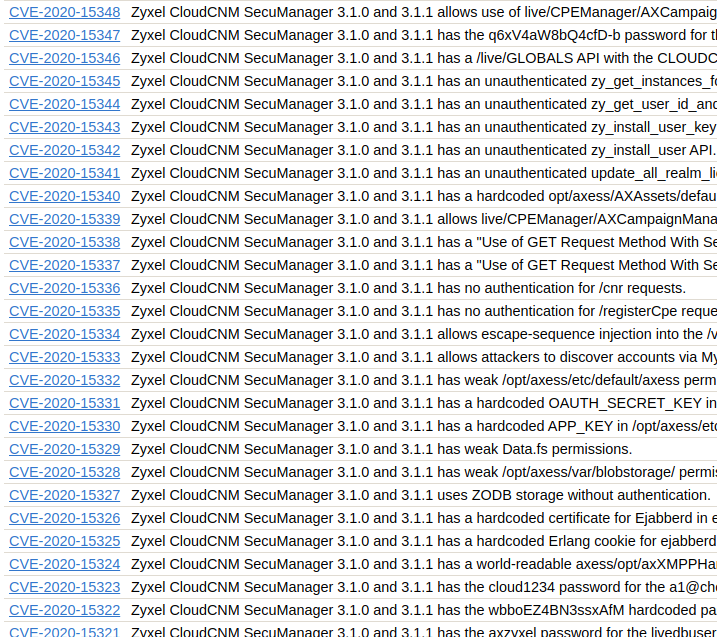 CVE-2020-15348 Zyxel CloudCNM SecuManager 3.1.0 and 3.1.1 allows use of live/CPEManager/AXCampaig
CVE-2020-15347 Zyxel CloudCNM SecuManager 3.1.0 and 3.1.1 has the q6xV4aW8bQ4cfD-b password for t
CVE-2020-15346 Zyxel CloudCNM SecuManager 3.1.0 and 3.1.1 has a /live/GLOBALS API with the CLOUDC
CVE-2020-15345 Zyxel CloudCNM SecuManager 3.1.0 and 3.1.1 has an unauthenticated zy_get_instances_fo
CVE-2020-15344 Zyxel CloudCNM SecuManager 3.1.0 and 3.1.1 has an unauthenticated zy_get_user_id_and
CVE-2020-15343 Zyxel CloudCNM SecuManager 3.1.0 and 3.1.1 has an unauthenticated zy_install_user_key
CVE-2020-15342 Zyxel CloudCNM SecuManager 3.1.0 and 3.1.1 has an unauthenticated zy_install_user API.
CVE-2020-15341 Zyxel CloudCNM SecuManager 3.1.0 and 3.1.1 has an unauthenticated update_all_realm_li
CVE-2020-15340 Zyxel CloudCNM SecuManager 3.1.0 and 3.1.1 has a hardcoded opt/axess/AXAssets/defau
CVE-2020-15339 Zyxel CloudCNM SecuManager 3.1.0 and 3.1.1 allows live/CPEManager/AXCampaignMana
CVE-2020-15338 Zyxel CloudCNM SecuManager 3.1.0 and 3.1.1 has a "Use of GET Request Method With Se
CVE-2020-15337 Zyxel CloudCNM SecuManager 3.1.0 and 3.1.1 has a "Use of GET Request Method With Se
CVE-2020-15336 Zyxel CloudCNM SecuManager 3.1.0 and 3.1.1 has no authentication for /cnr requests.
CVE-2020-15335 Zyxel CloudCNM SecuManager 3.1.0 and 3.1.1 has no authentication for /registerCpe reque
CVE-2020-15334 Zyxel CloudCNM SecuManager 3.1.0 and 3.1.1 allows escape-sequence injection into the /v
CVE-2020-15333 Zyxel CloudCNM SecuManager 3.1.0 and 3.1.1 allows attackers to discover accounts via My
CVE-2020-15332 Zyxel CloudCNM SecuManager 3.1.0 and 3.1.1 has weak /opt/axess/etc/default/axess perm
CVE-2020-15331 Zyxel CloudCNM SecuManager 3.1.0 and 3.1.1 has a hardcoded OAUTH_SECRET_KEY in
CVE-2020-15330 Zyxel CloudCNM SecuManager 3.1.0 and 3.1.1 has a hardcoded APP_KEY in /opt/axess/etc
CVE-2020-15329 Zyxel CloudCNM SecuManager 3.1.0 and 3.1.1 has weak Data.fs permissions.
CVE-2020-15328 Zyxel CloudCNM SecuManager 3.1.0 and 3.1.1 has weak /opt/axess/var/blobstorage/ permis
CVE-2020-15327 Zyxel CloudCNM SecuManager 3.1.0 and 3.1.1 uses ZODB storage without authentication.
CVE-2020-15326 Zyxel CloudCNM SecuManager 3.1.0 and 3.1.1 has a hardcoded certificate for Ejabberd in e
CVE-2020-15325 Zyxel CloudCNM SecuManager 3.1.0 and 3.1.1 has a hardcoded Erlang cookie for ejabberd
CVE-2020-15324 Zyxel CloudCNM SecuManager 3.1.0 and 3.1.1 has a world-readable axess/opt/axXMPPHa
CVE-2020-15323 Zyxel CloudCNM SecuManager 3.1.0 and 3.1.1 has the cloud1234 password for the a1@ch
CVE-2020-15322 Zyxel CloudCNM SecuManager 3.1.0 and 3.1.1 has the wbboEZ4BN3ssxAfM hardcoded pa
CVE-2020-15321 Zyxel CloudCNM SecuManager 3.1.0 and 3.1.1 has the axzyxel password for the livedbuser